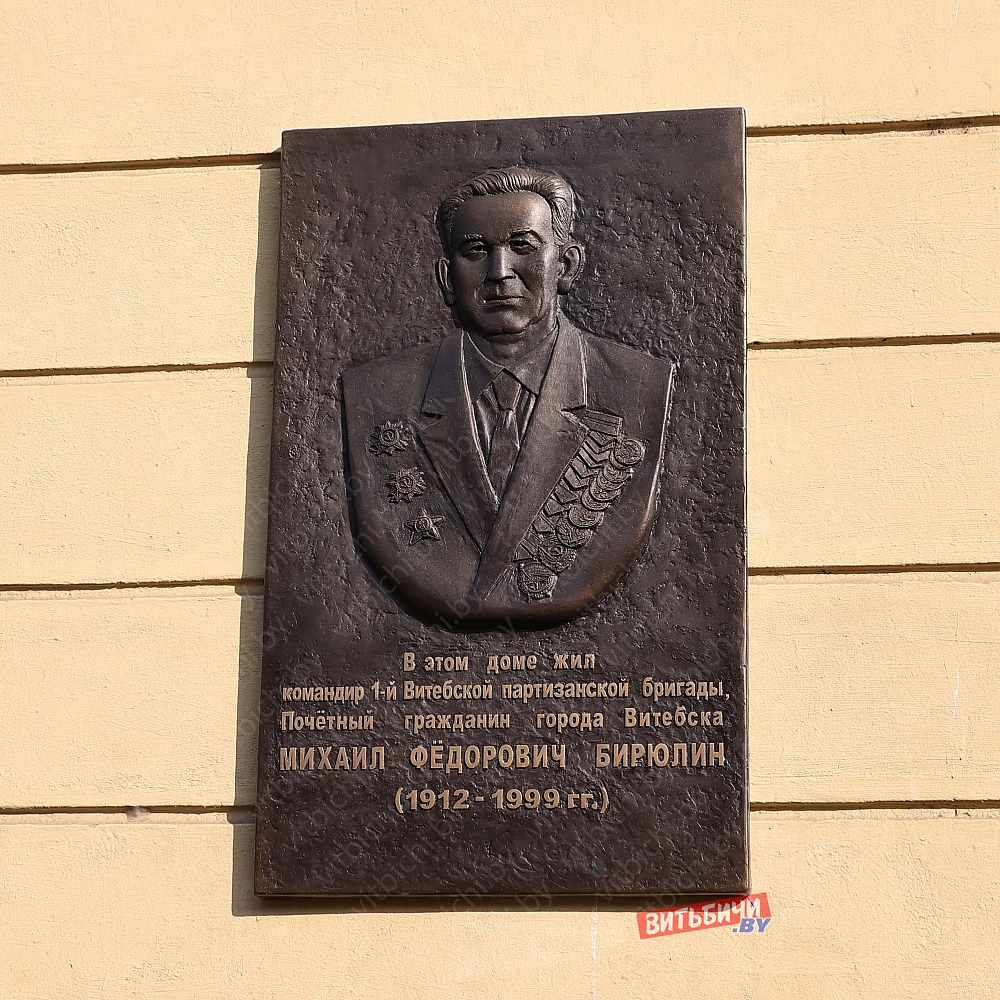 В этом доме жил
командир 1-й Витебской партизанской бригады,
Почётный гражданин города Витебска
МИХАИЛ ФЁДОРОВИЧ БИРЮЛИН
(1912 - 1999 гг.)
ВИТЬБИЧИ
.BY